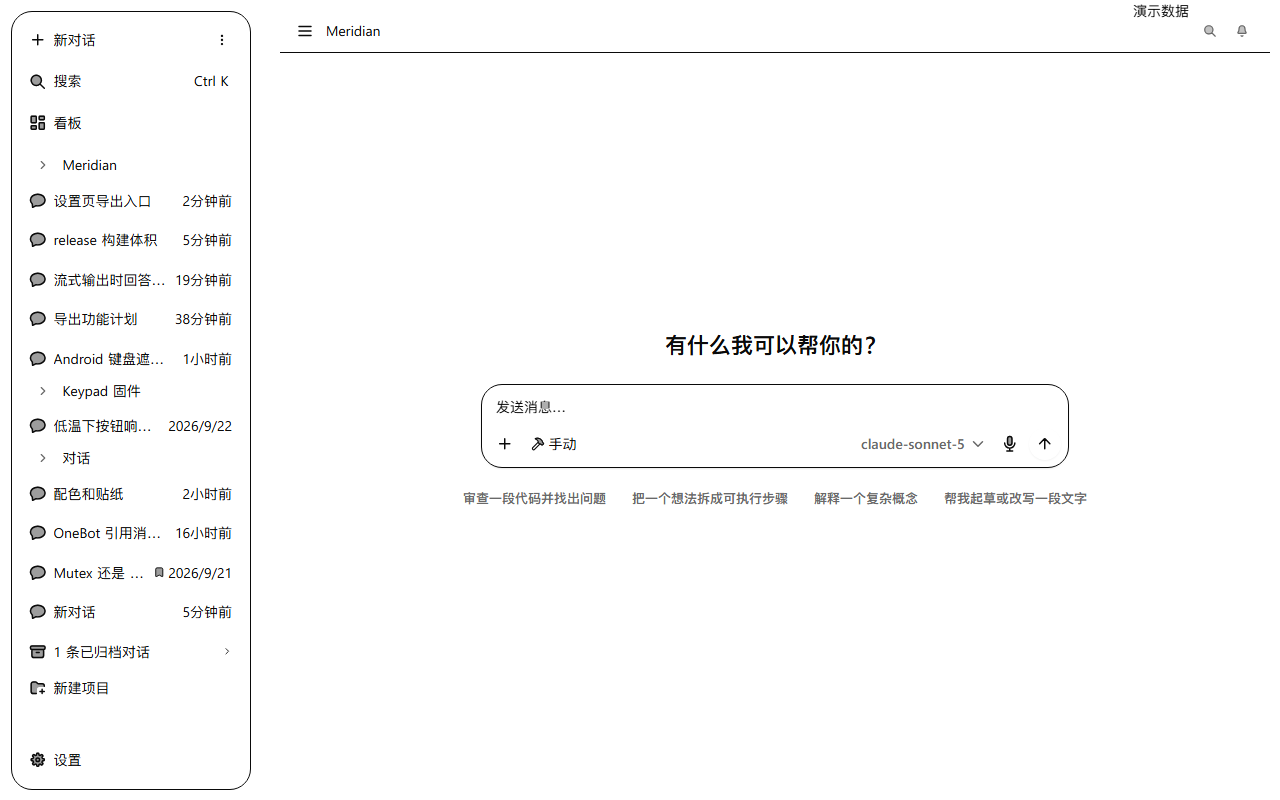 新对话
搜索 Ctrl K
看板
Meridian
设置页导出入口 2分钟前
release 构建体积 5分钟前
流式输出时回答… 19分钟前
导出功能计划 38分钟前
Android 键盘遮… 1小时前
Keypad 固件
低温下按钮响… 2026/9/22
对话
配色和贴纸 2小时前
OneBot 引用消… 16小时前
Mutex 还是 … 2026/9/21
新对话 5分钟前
1 条已归档对话
新建项目
设置
演示数据
Meridian
有什么我可以帮你的？
发送消息…
手动 claude-sonnet-5
审查一段代码并找出问题 把一个想法拆成可执行步骤 解释一个复杂概念 帮我起草或改写一段文字